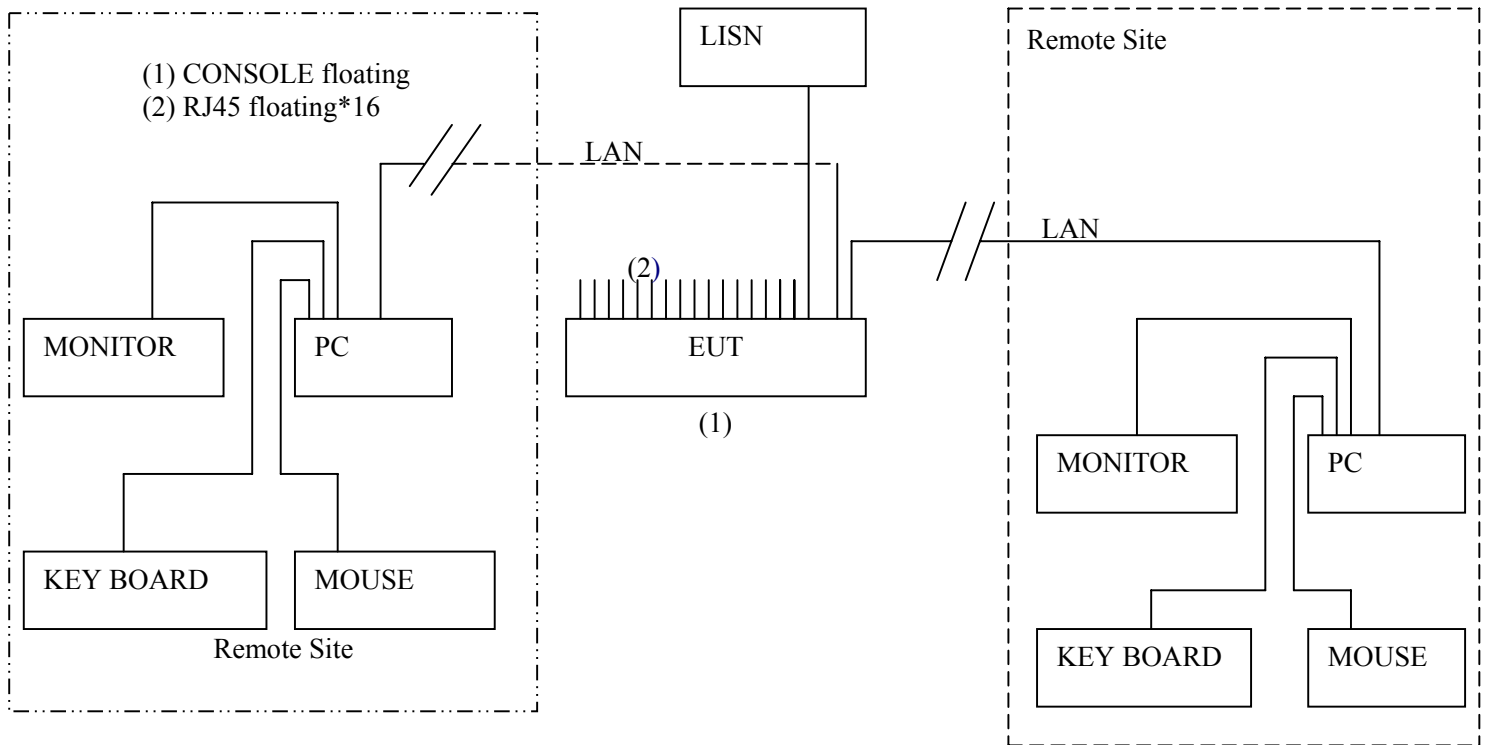 LISN
Remote Site
(1) CONSOLE floating
(2) RJ45 floating*16
LAN
LAN
(2)
MONITOR
PC
EUT
(1)
MONITOR
PC
KEY BOARD
MOUSE
Remote Site
KEY BOARD
MOUSE